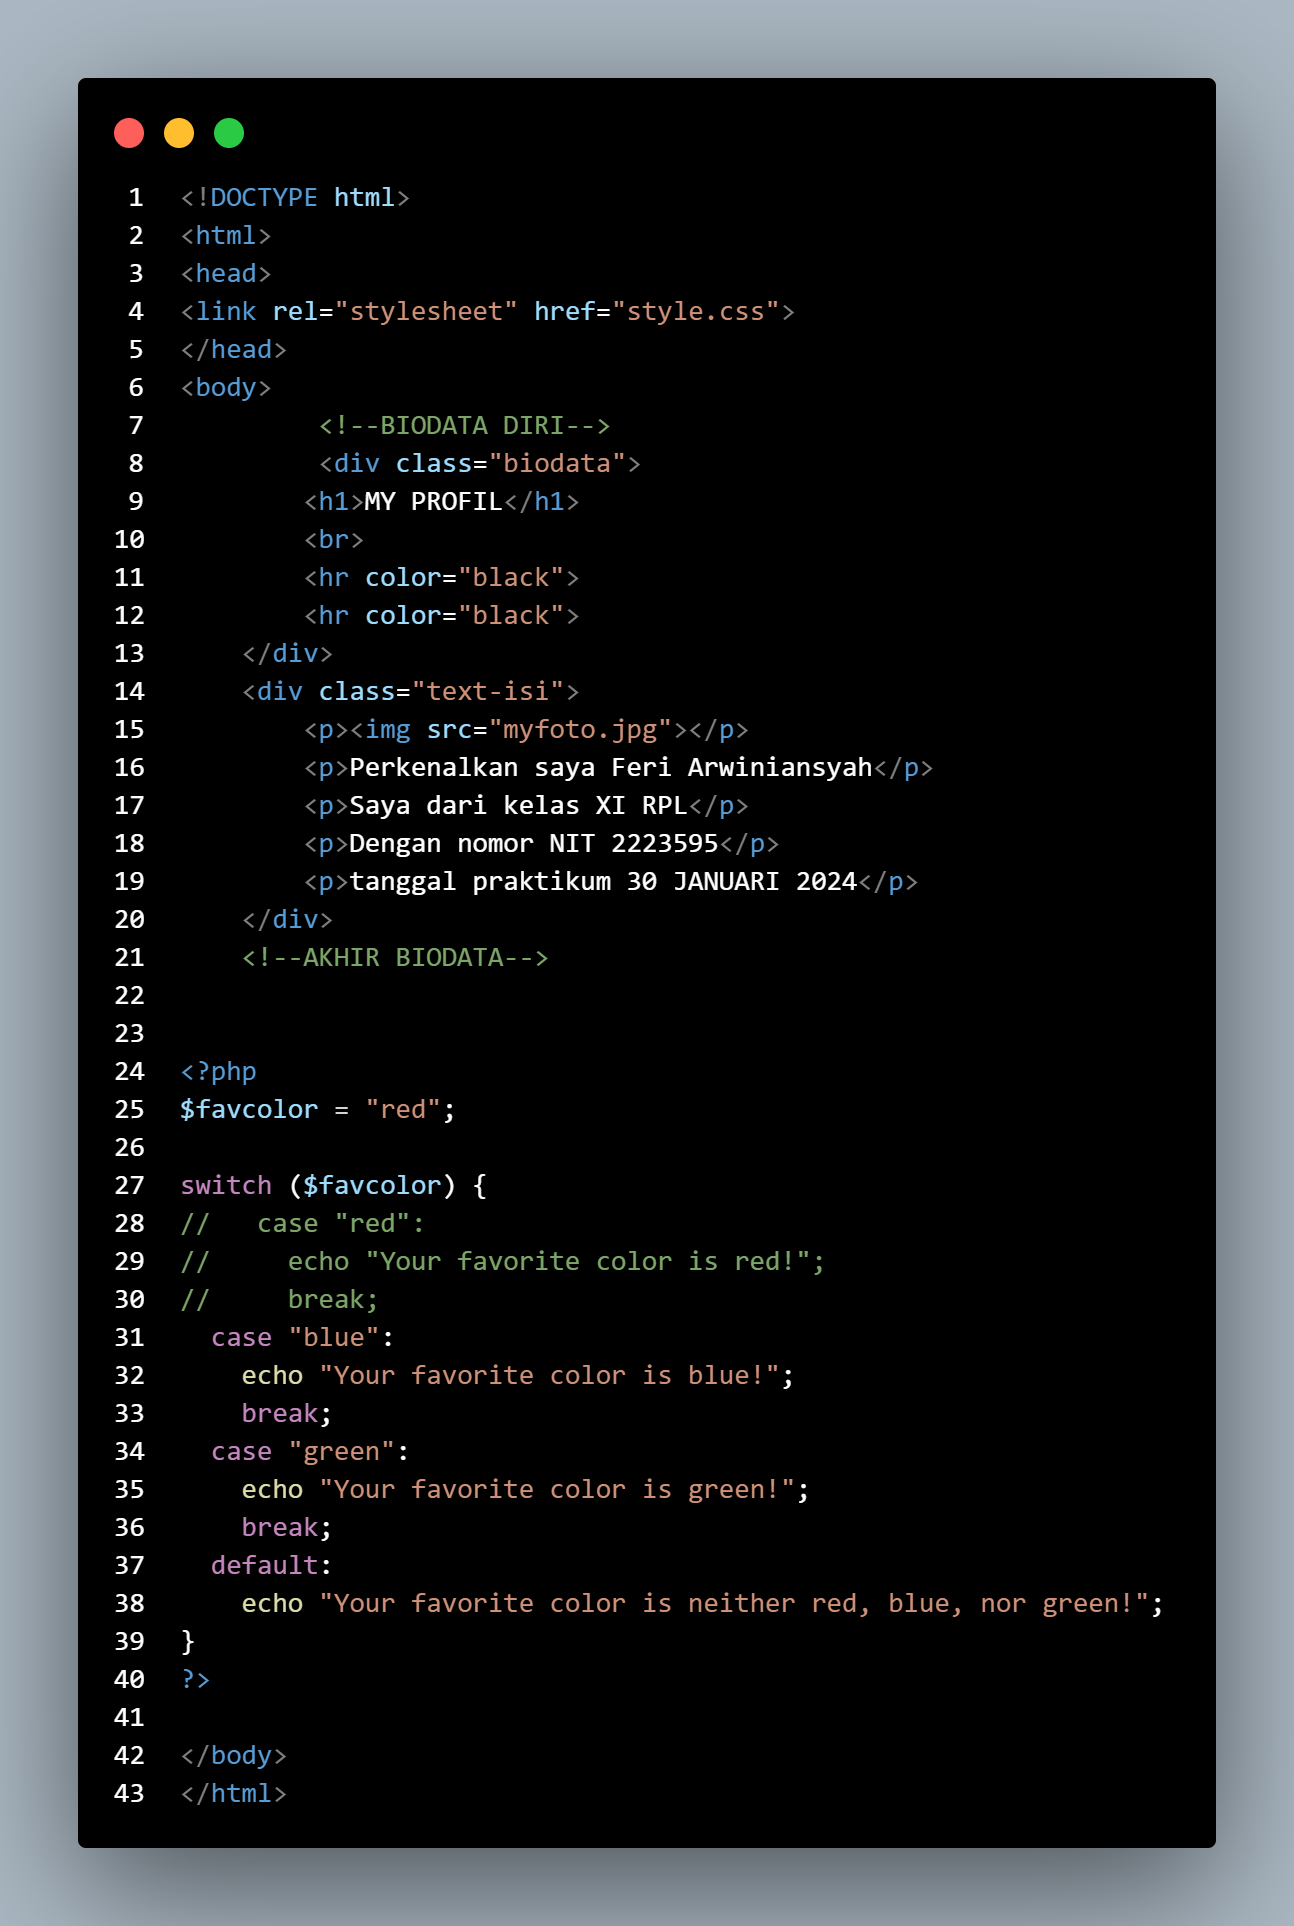 1 <!DOCTYPE html>
2 <html>
3 <head>
4 <link rel="stylesheet" href="style.css">
5 </head>
6 <body>
7          <!--BIODATA DIRI-->
8          <div class="biodata">
9         <h1>MY PROFIL</h1>
10         <br>
11         <hr color="black">
12         <hr color="black">
13     </div>
14     <div class="text-isi">
15         <p><img src="myfoto.jpg"></p>
16         <p>Perkenalkan saya Feri Arwiniansyah</p>
17         <p>Saya dari kelas XI RPL</p>
18         <p>Dengan nomor NIT 2223595</p>
19         <p>tanggal praktikum 30 JANUARI 2024</p>
20     </div>
21     <!--AKHIR BIODATA-->
22
23
24 <?php
25 $favcolor = "red";
26
27 switch ($favcolor) {
28 //   case "red":
29 //     echo "Your favorite color is red!";
30 //     break;
31   case "blue":
32     echo "Your favorite color is blue!";
33     break;
34   case "green":
35     echo "Your favorite color is green!";
36     break;
37   default:
38     echo "Your favorite color is neither red, blue, nor green!";
39 }
40 ?>
41
42 </body>
43 </html>